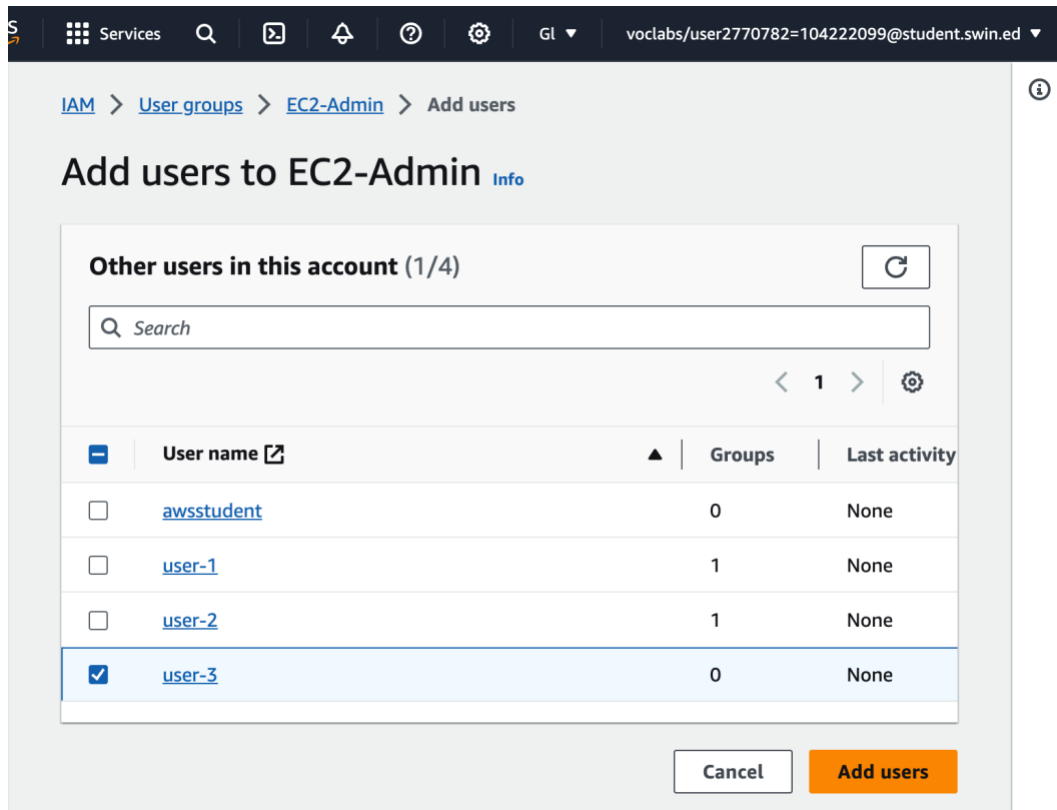 S
Services
Gl ▼
voclabs/user2770782=104222099@student.swin.ed ▼
IAM > User groups > EC2-Admin > Add users
Add users to EC2-Admin Info
Other users in this account (1/4)
Search
1
User name ▲ Groups Last activity
awsstudent 0 None
user-1 1 None
user-2 1 None
user-3 0 None
Cancel Add users